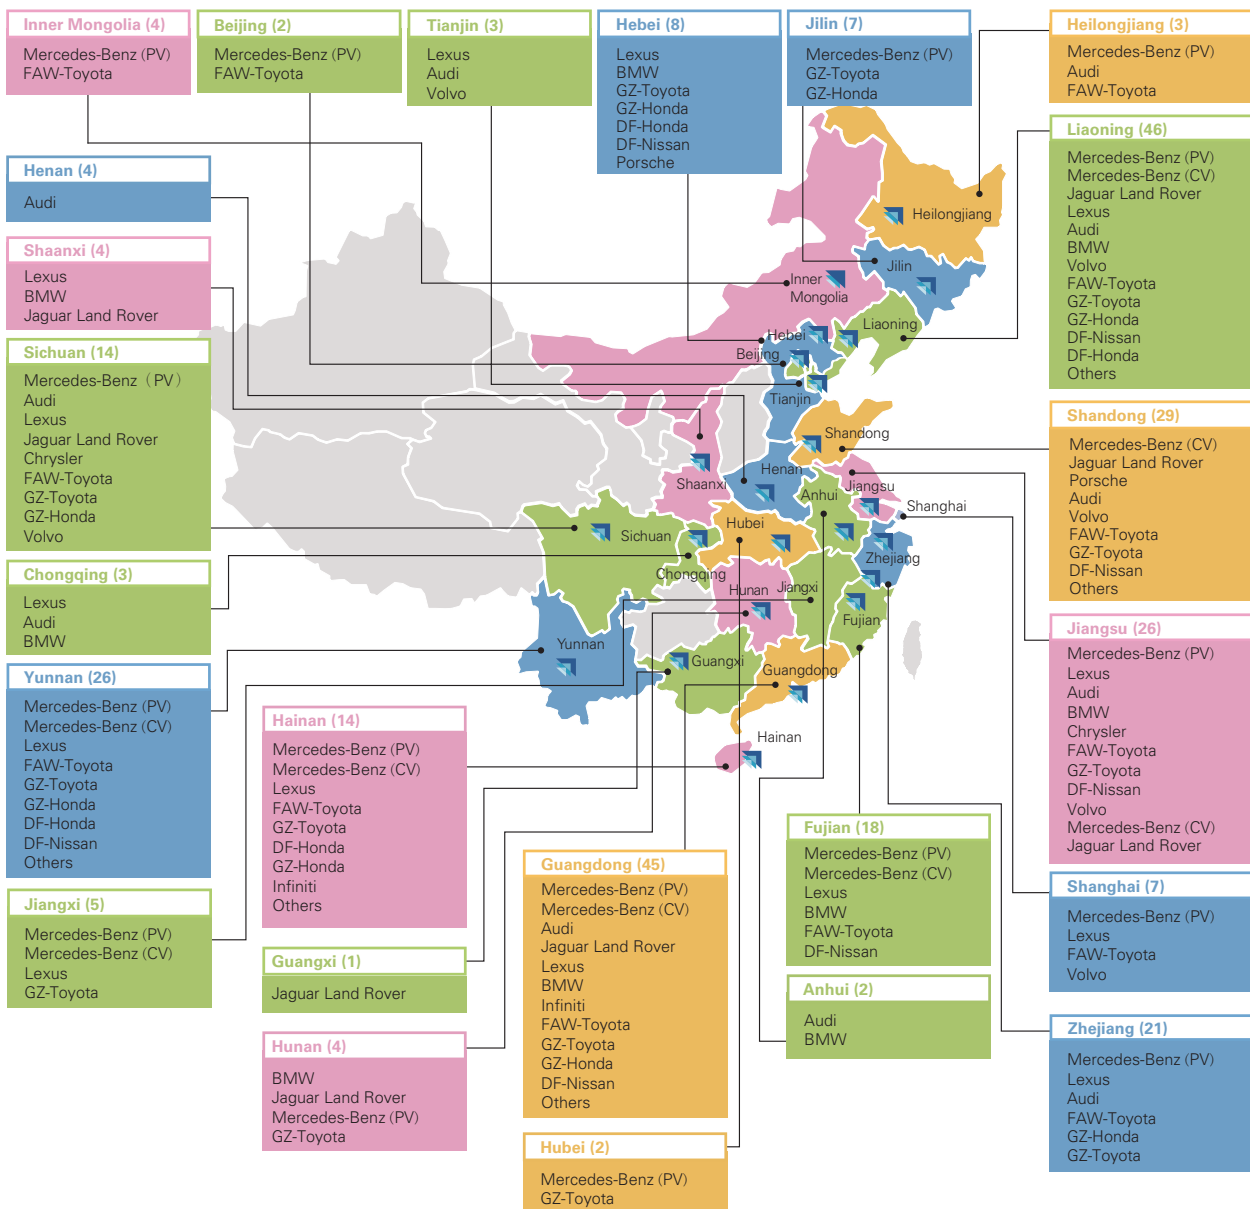 Inner Mongolia (4)
Mercedes-Benz (PV)
FAW-Toyota
Beijing (2)
Mercedes-Benz (PV)
FAW-Toyota
Tianjin (3)
Lexus
Audi
Volvo
Hebei (8)
Lexus
BMW
GZ-Toyota
GZ-Honda
DF-Honda
DF-Nissan
Porsche
Jilin (7)
Mercedes-Benz (PV)
GZ-Toyota
GZ-Honda
Heilongjiang (3)
Mercedes-Benz (PV)
Audi
FAW-Toyota
Henan (4)
Audi
Shaanxi (4)
Lexus
BMW
Jaguar Land Rover
Sichuan (14)
Mercedes-Benz (PV)
Audi
Lexus
Jaguar Land Rover
Chrysler
FAW-Toyota
GZ-Toyota
GZ-Honda
Volvo
Chongqing (3)
Lexus
Audi
BMW
Yunnan (26)
Mercedes-Benz (PV)
Mercedes-Benz (CV)
Lexus
FAW-Toyota
GZ-Toyota
GZ-Honda
DF-Honda
DF-Nissan
Others
Jiangxi (5)
Mercedes-Benz (PV)
Mercedes-Benz (CV)
Lexus
GZ-Toyota
Heilongjiang
Jilin
Inner
Mongolia
Liaoning
Hebei
Beijing
Tianjin
Shandong
Henan
Shaanxi
Anhui
Jiangsu
Shanghai
Sichuan
Hubei
Chongqing
Zhejiang
Hunan
Jiangxi
Fujian
Yunnan
Guangxi
Guangdong
Hainan
Hainan (14)
Mercedes-Benz (PV)
Mercedes-Benz (CV)
Lexus
FAW-Toyota
GZ-Toyota
DF-Honda
GZ-Honda
Infiniti
Others
Guangxi (1)
Jaguar Land Rover
Hunan (4)
BMW
Jaguar Land Rover
Mercedes-Benz (PV)
GZ-Toyota
Guangdong (45)
Mercedes-Benz (PV)
Mercedes-Benz (CV)
Audi
Jaguar Land Rover
Lexus
BMW
Infiniti
FAW-Toyota
GZ-Toyota
GZ-Honda
DF-Nissan
Others
Hubei (2)
Mercedes-Benz (PV)
GZ-Toyota
Fujian (18)
Mercedes-Benz (PV)
Mercedes-Benz (CV)
Lexus
BMW
FAW-Toyota
DF-Nissan
Anhui (2)
Audi
BMW
Liaoning (46)
Mercedes-Benz (PV)
Mercedes-Benz (CV)
Jaguar Land Rover
Lexus
Audi
BMW
Volvo
FAW-Toyota
GZ-Toyota
GZ-Honda
DF-Nissan
DF-Honda
Others
Shandong (29)
Mercedes-Benz (CV)
Jaguar Land Rover
Porsche
Audi
Volvo
FAW-Toyota
GZ-Toyota
DF-Nissan
Others
Jiangsu (26)
Mercedes-Benz (PV)
Lexus
Audi
BMW
Chrysler
FAW-Toyota
GZ-Toyota
DF-Nissan
Volvo
Mercedes-Benz (CV)
Jaguar Land Rover
Shanghai (7)
Mercedes-Benz (PV)
Lexus
FAW-Toyota
Volvo
Zhejiang (21)
Mercedes-Benz (PV)
Lexus
Audi
FAW-Toyota
GZ-Honda
GZ-Toyota